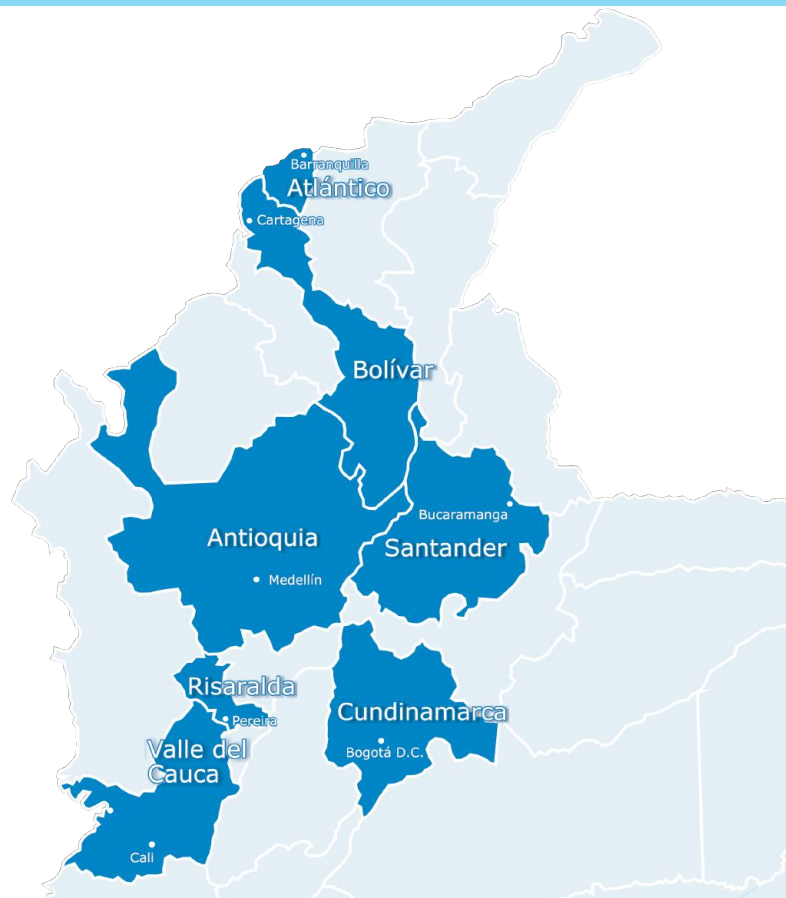 Barranquilla
Atlántico
Cartagena
Bolívar
Bucaramanga
Antioquia
Santander
Medellín
Risaralda
Cundinamarca
Pereira
Valle del
Cauca
Bogotá D.C.
Cali